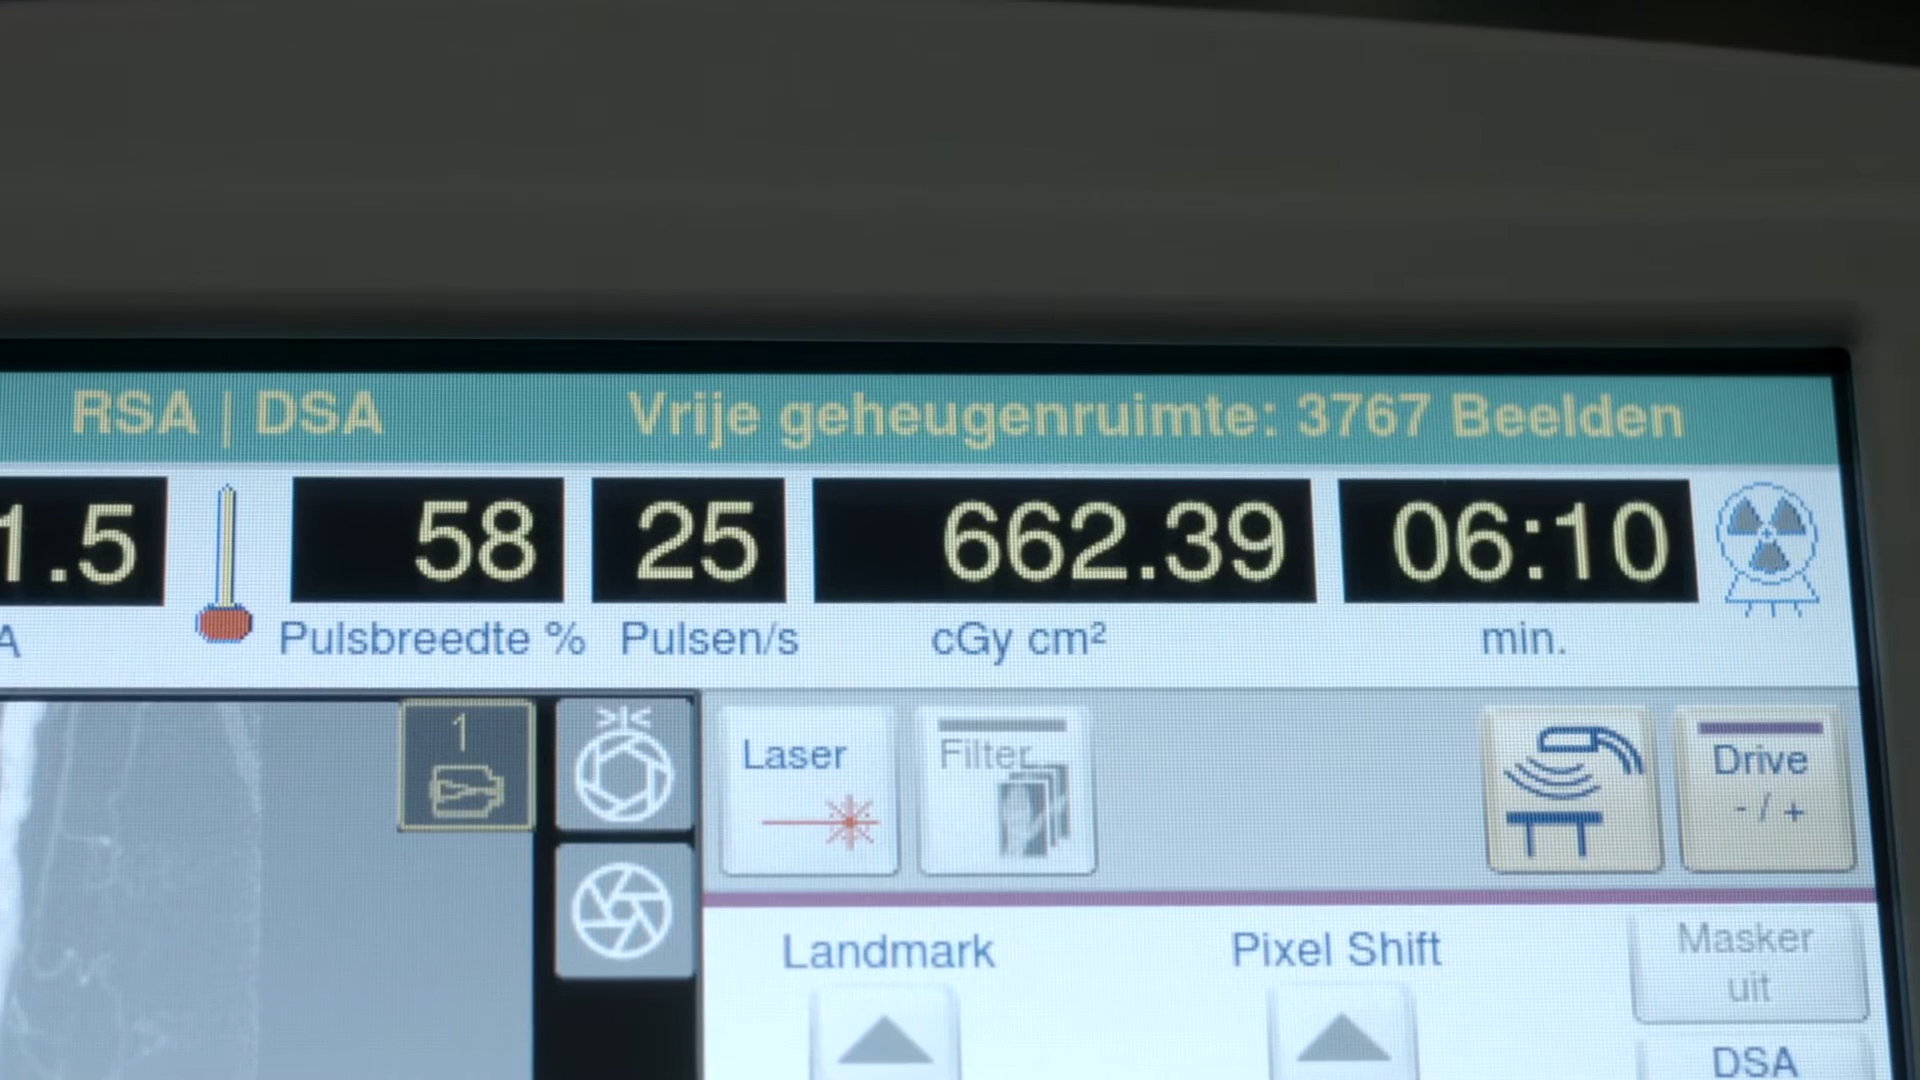 RSA | DSA
Vrije geheugenruimte: 3767 Beelden
1.5
58
25
662.39
06:10
A
Pulsbreedte %
Pulsen/s
cGy cm²
min.
1
Laser
Filter
Drive
- / +
Landmark
Pixel Shift
Masker
uit
DSA